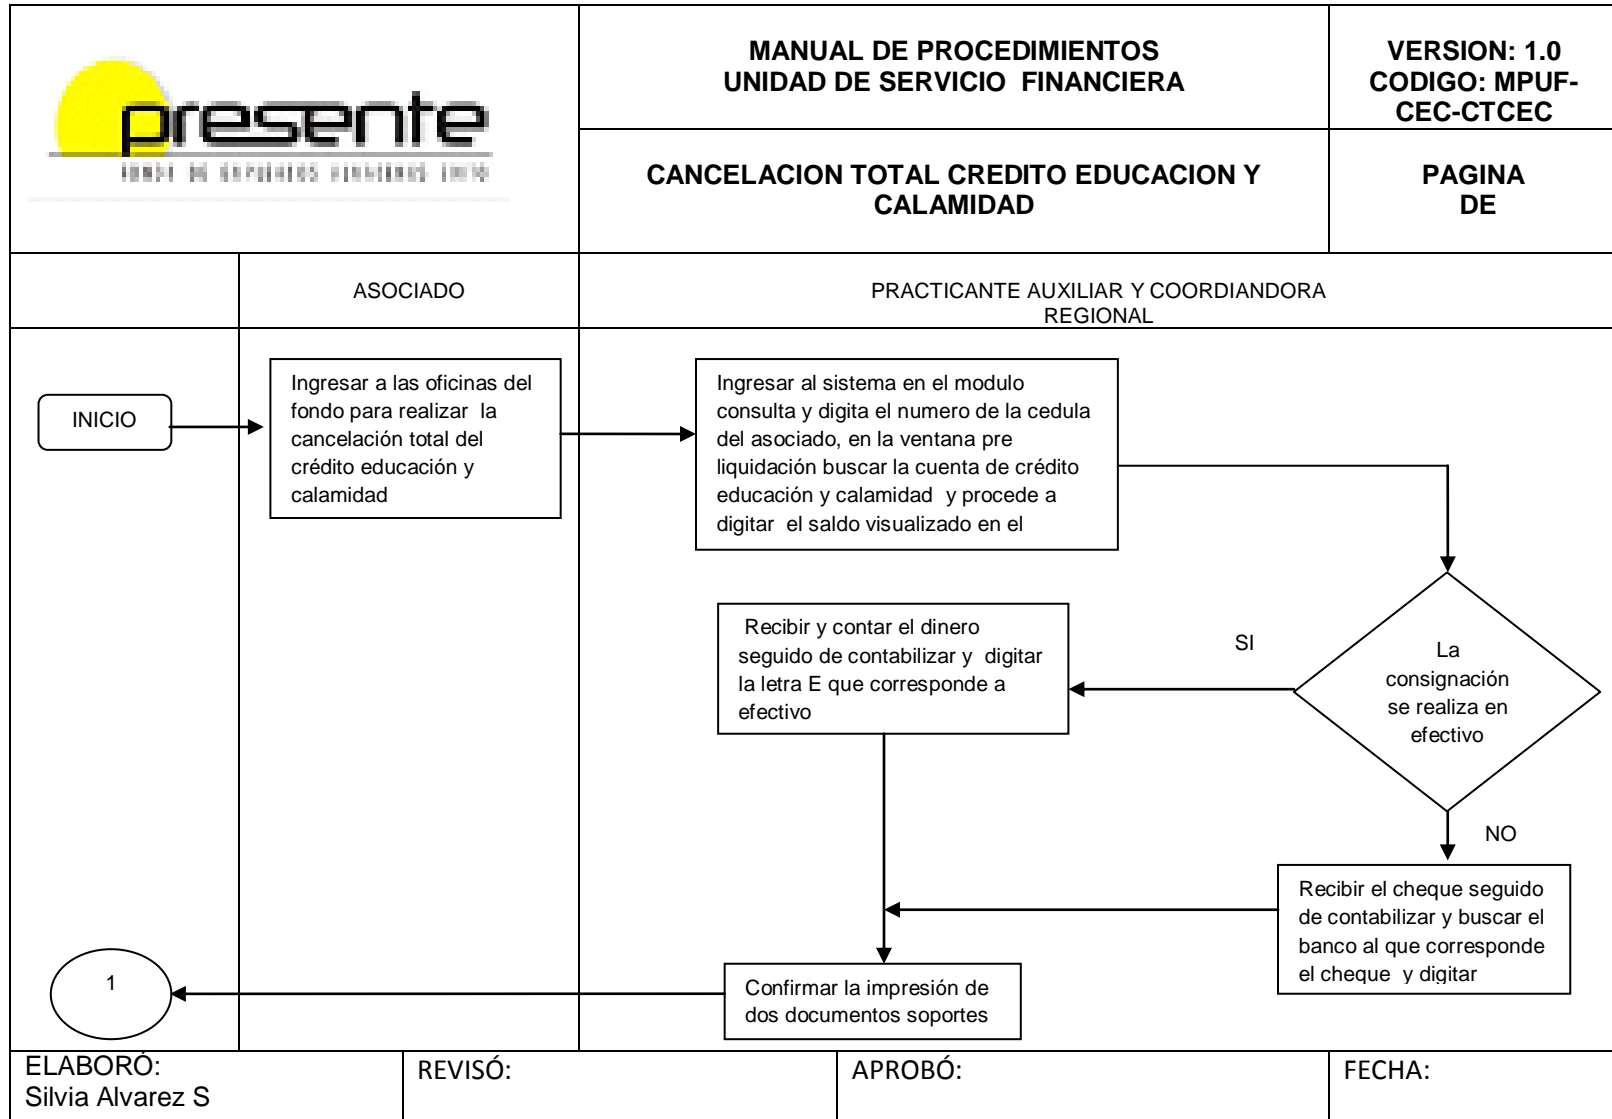 presente
MANUAL DE PROCEDIMIENTOS
UNIDAD DE SERVICIO FINANCIERA
VERSION: 1.0
CODIGO: MPUF-
CEC-CTCEC
CANCELACION TOTAL CREDITO EDUCACION Y
CALAMIDAD
PAGINA
DE
ASOCIADO
PRACTICANTE AUXILIAR Y COORDIANDORA
REGIONAL
INICIO
Ingresar a las oficinas del
fondo para realizar la
cancelación total del
crédito educación y
calamidad
Ingresar al sistema en el modulo
consulta y digita el numero de la cedula
del asociado, en la ventana pre
liquidación buscar la cuenta de crédito
educación y calamidad y procede a
digitar el saldo visualizado en el
La
consignación
se realiza en
efectivo
SI
Recibir y contar el dinero
seguido de contabilizar y digitar
la letra E que corresponde a
efectivo
NO
Recibir el cheque seguido
de contabilizar y buscar el
banco al que corresponde
el cheque y digitar
Confirmar la impresión de
dos documentos soportes
1
ELABORÓ:
Silvia Alvarez S
REVISÓ:
APROBÓ:
FECHA: